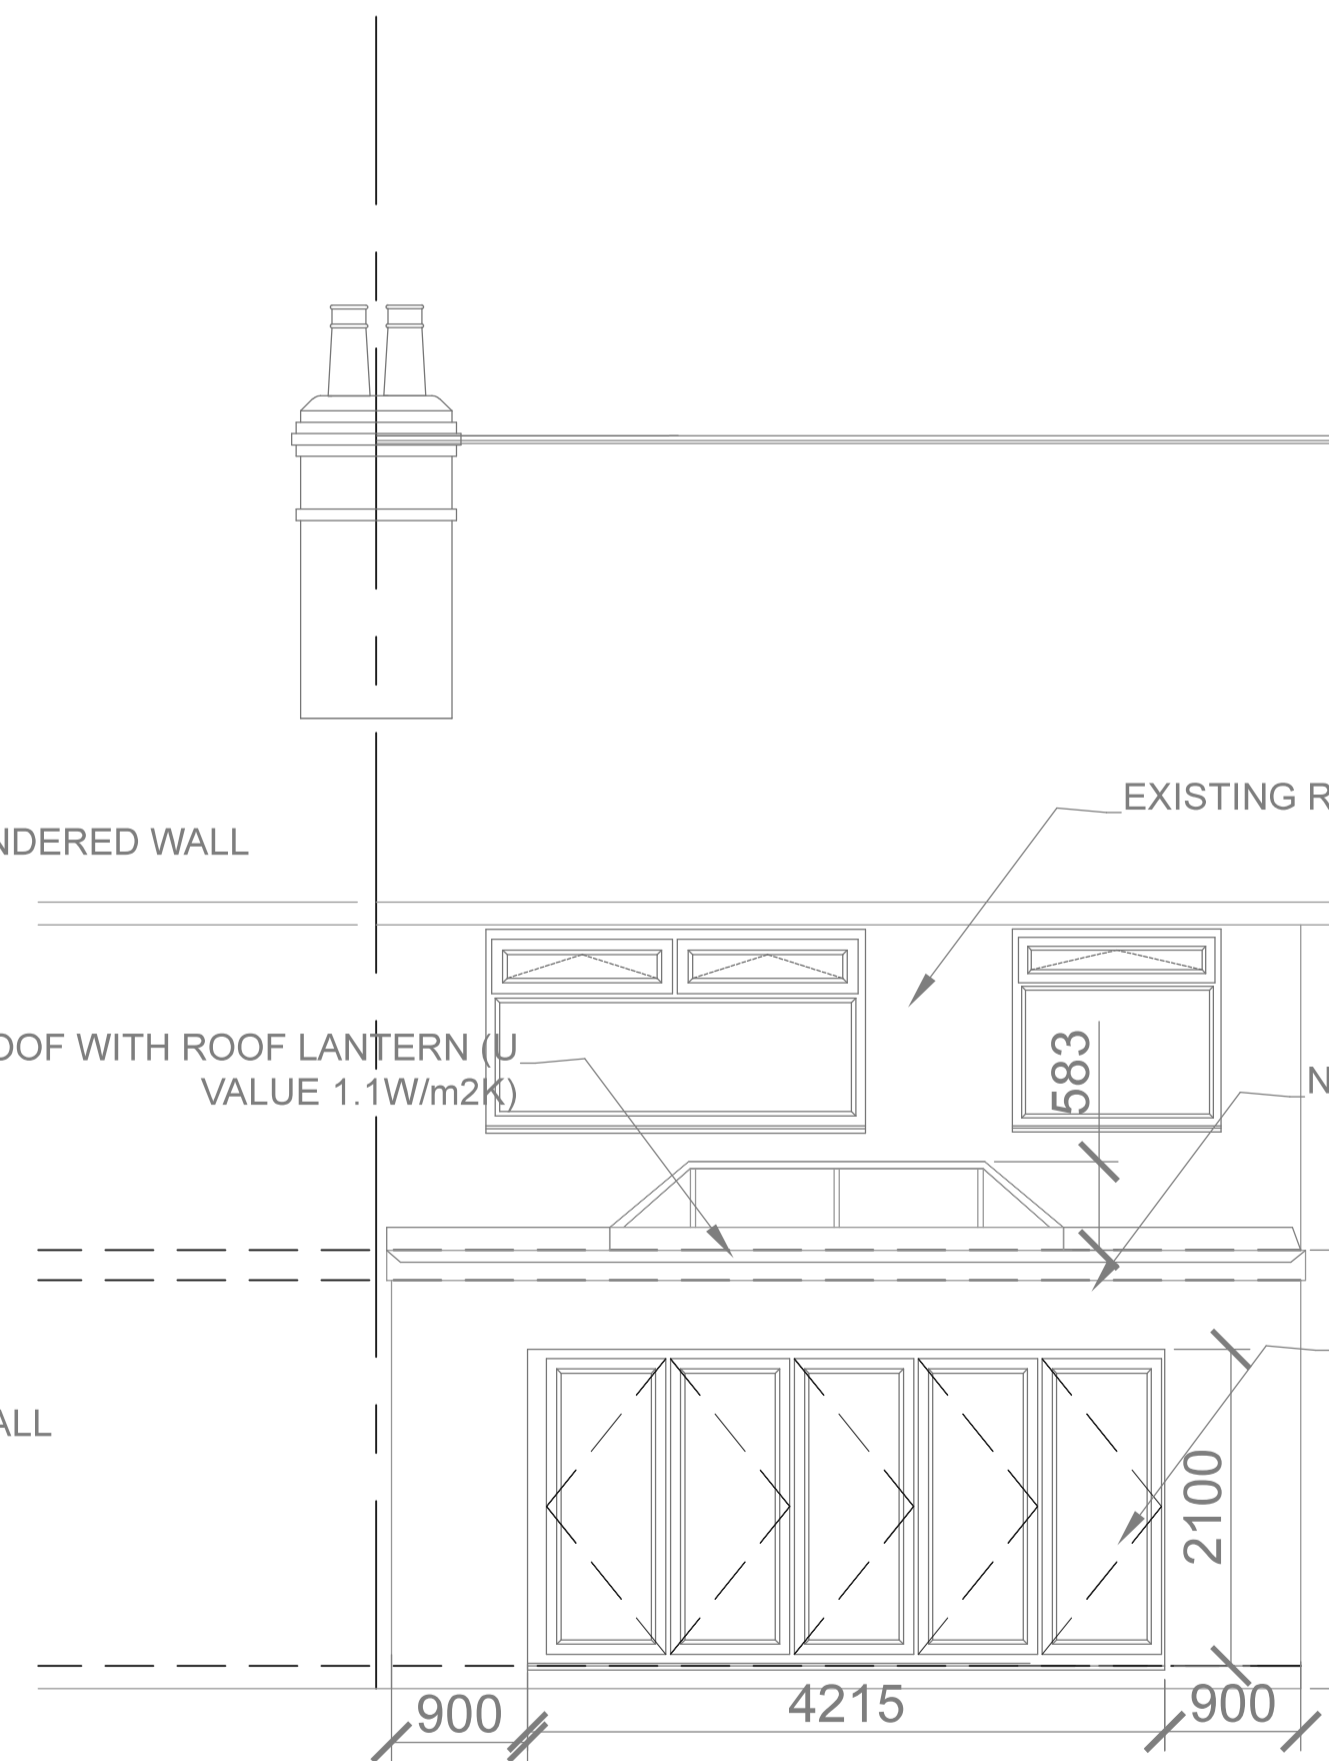 EXISTING R
NDERED WALL
OOF WITH ROOF LANTERN (U
VALUE 1.1W/m2K)
583
N
ALL
2100
900
4215
900